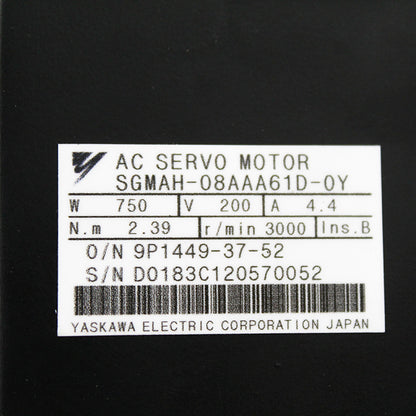 AC SERVO MOTOR
SGMAH-08AAA61D-0Y
W 750 V 200 A 4.4
N.m 2.39 r/min 3000 Ins.B
O/N 9P1449-37-52
S/N D0183C120570052
YASKAWA ELECTRIC CORPORATION JAPAN